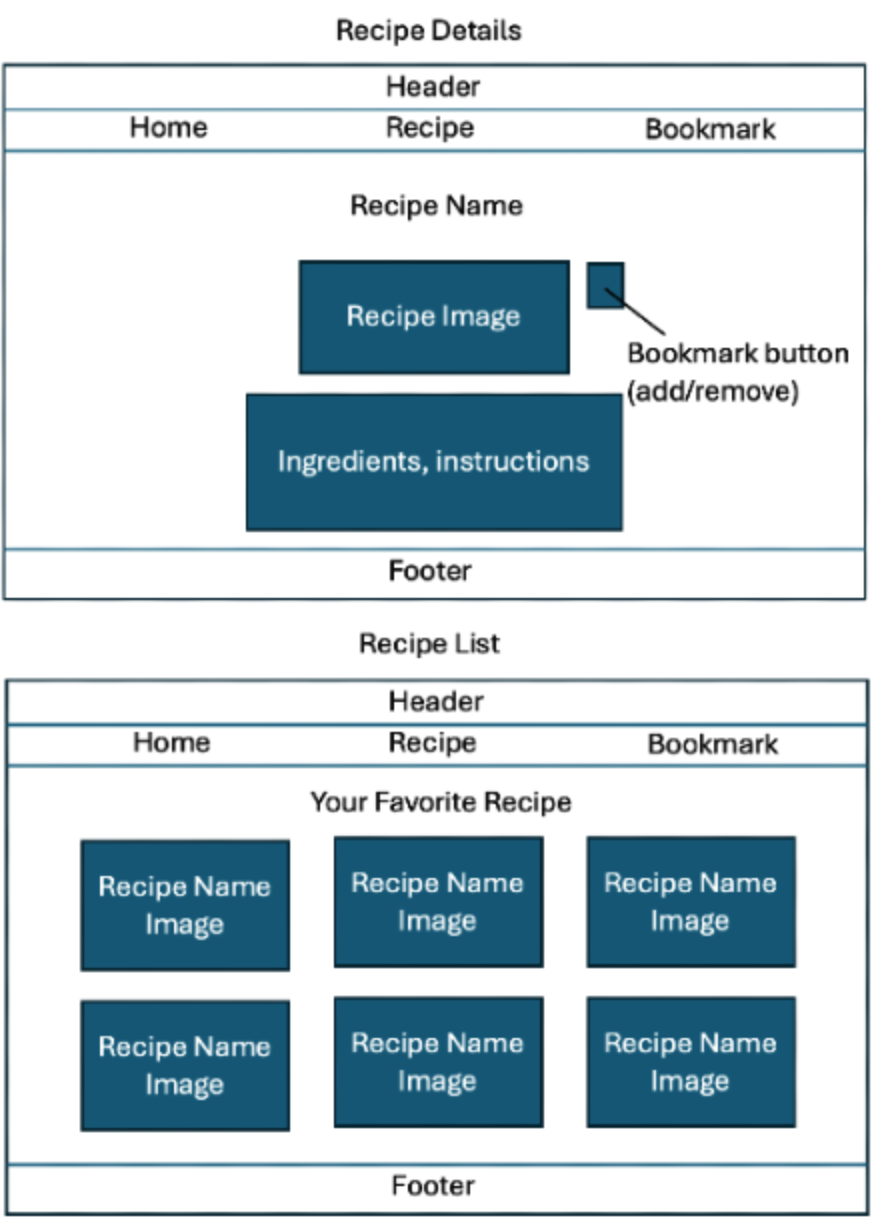 Recipe Details
Header
Home Recipe Bookmark
Recipe Name
Recipe Image
Bookmark button
(add/remove)
Ingredients, instructions
Footer
Recipe List
Header
Home Recipe Bookmark
Your Favorite Recipe
Recipe Name Recipe Name Recipe Name
Image Image Image
Recipe Name Recipe Name Recipe Name
Image Image Image
Footer